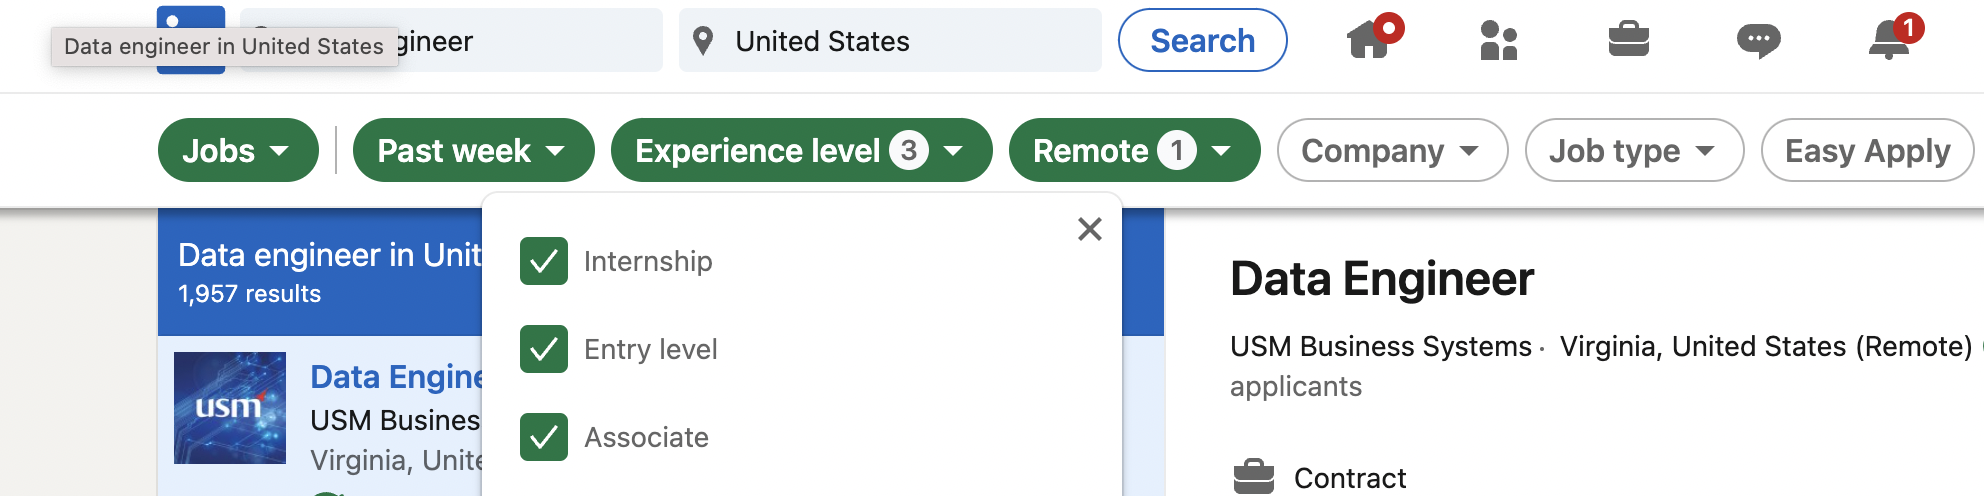 Data engineer in United States
gineer
United States
Search
1
Jobs
Past week
Experience level 3
Remote 1
Company
Job type
Easy Apply
Data engineer in Unit
1,957 results
Internship
Entry level
Associate
usm
Data Engine
USM Busines
Virginia, Unite
Data Engineer
USM Business Systems · Virginia, United States (Remote)
applicants
Contract